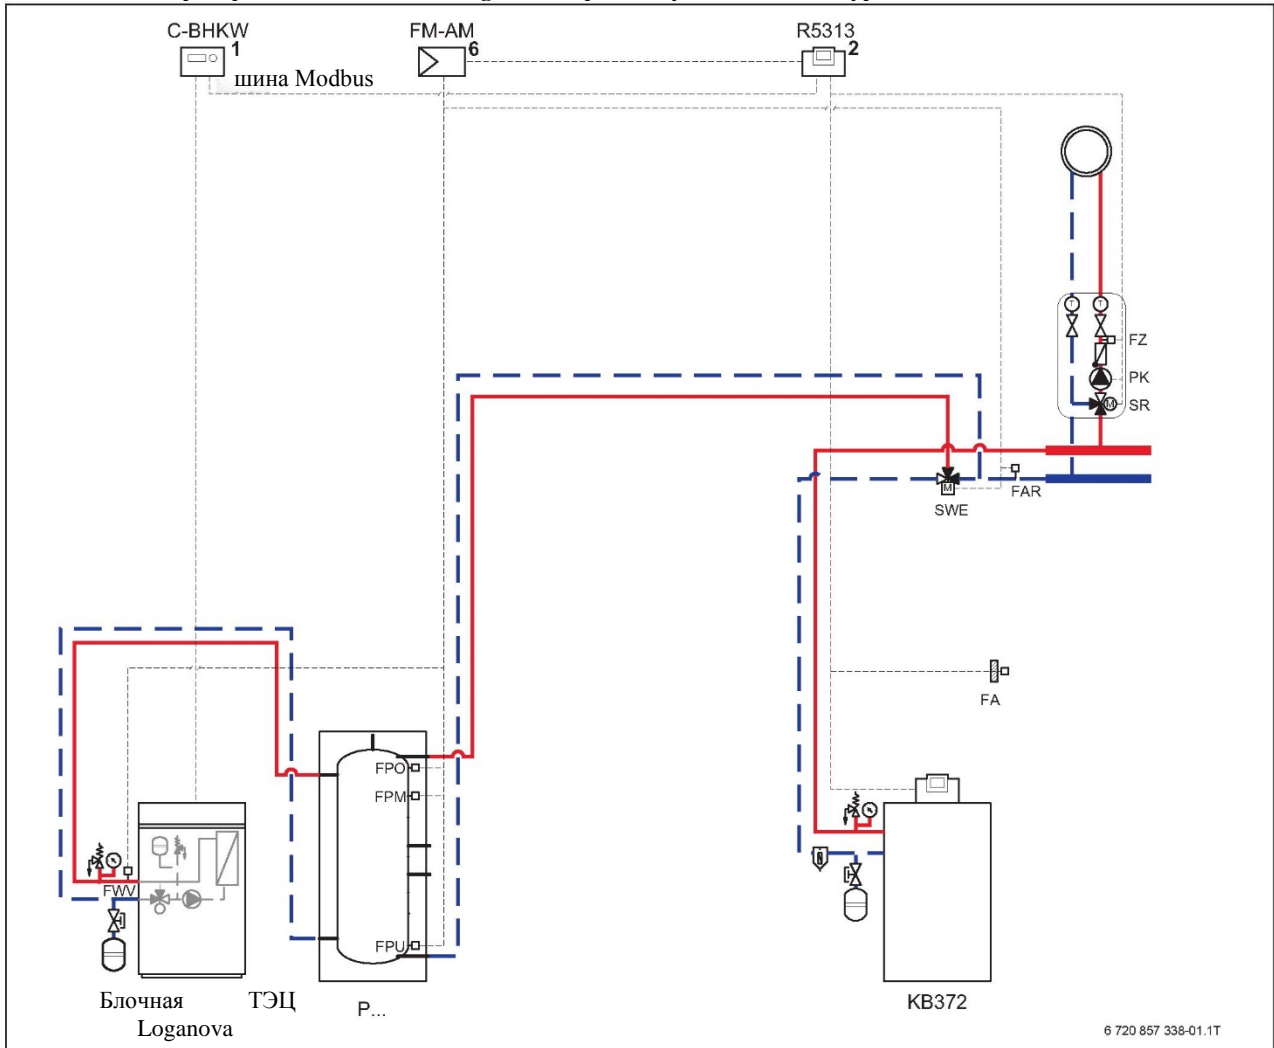 C-BHKW
1
FM-AM
6
R5313
2
шина Modbus
T
T
FZ
PK
M
SR
FAR
M
SWE
FA
FPO
FPM
FWV
FPU
Блочная ТЭЦ
Loganova
P...
KB372
6 720 857 338-01.1T